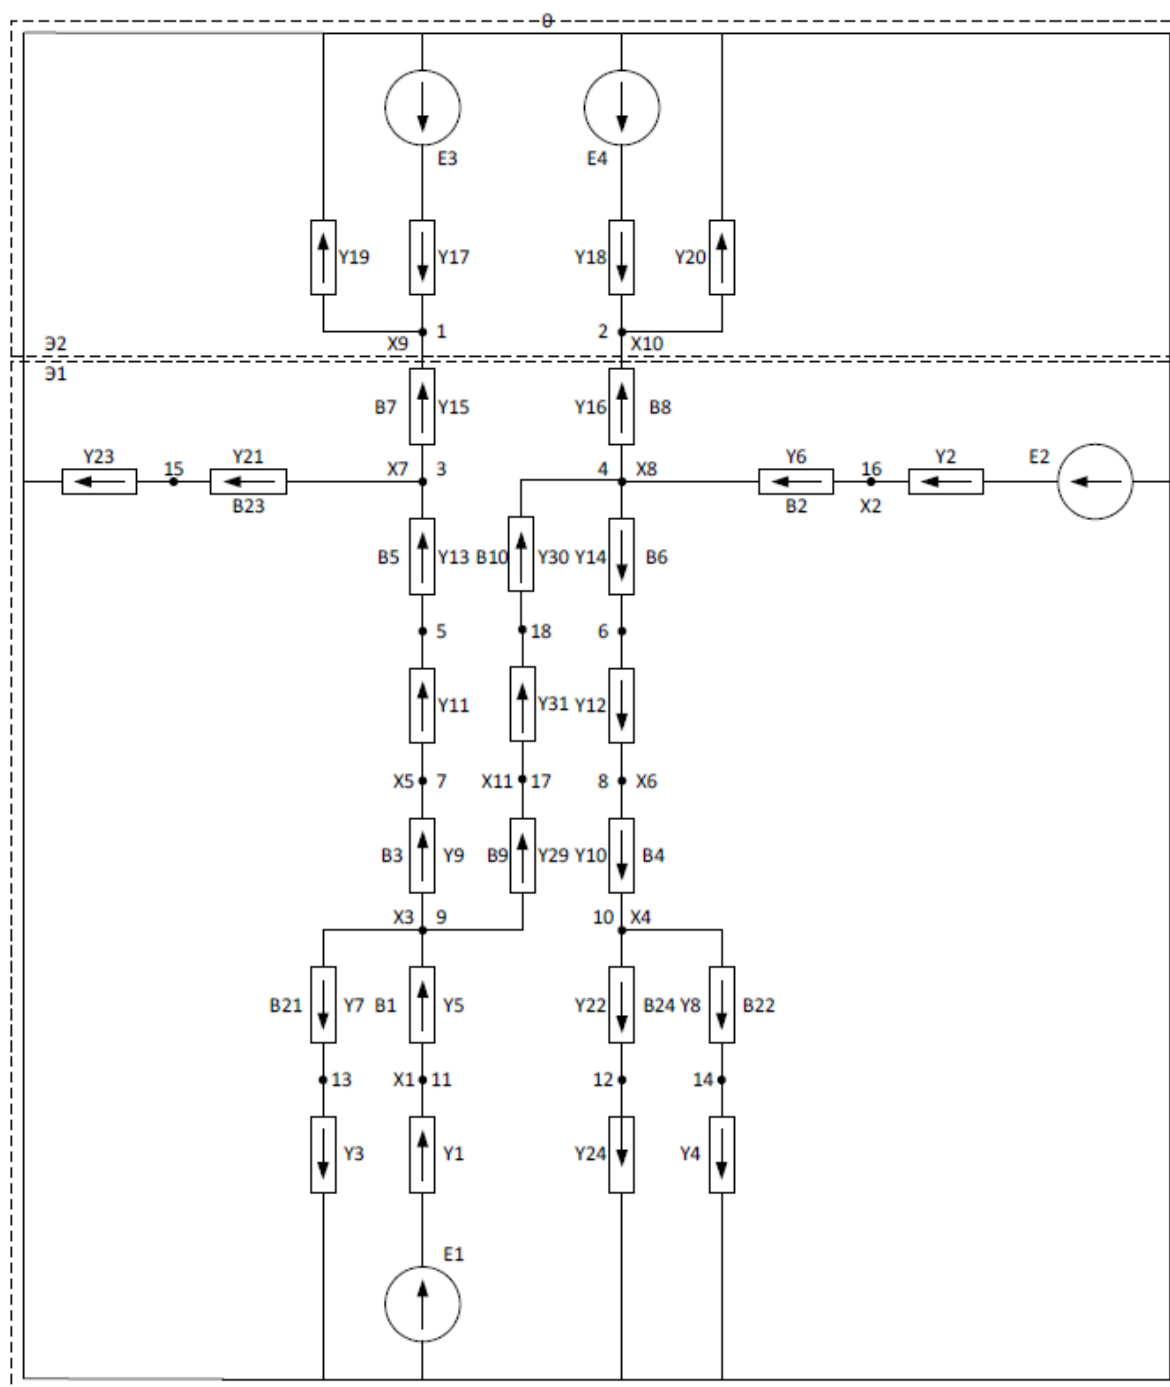 0
E3 E4
Y19 Y17 Y18 Y20
1 2
Э2 X9 X10
Э1
B7 Y15 Y16 B8
Y23 15 Y21 X7 3 4 X8 Y6 16 Y2 E2
B23 B2 X2
B5 Y13 B10 Y30 Y14 B6
5 18 6
Y11 Y31 Y12
X5 7 X11 17 8 X6
B3 Y9 B9 Y29 Y10 B4
X3 9 10 X4
B21 Y7 B1 Y5 Y22 B24 Y8 B22
13 X1 11 12 14
Y3 Y1 Y24 Y4
E1